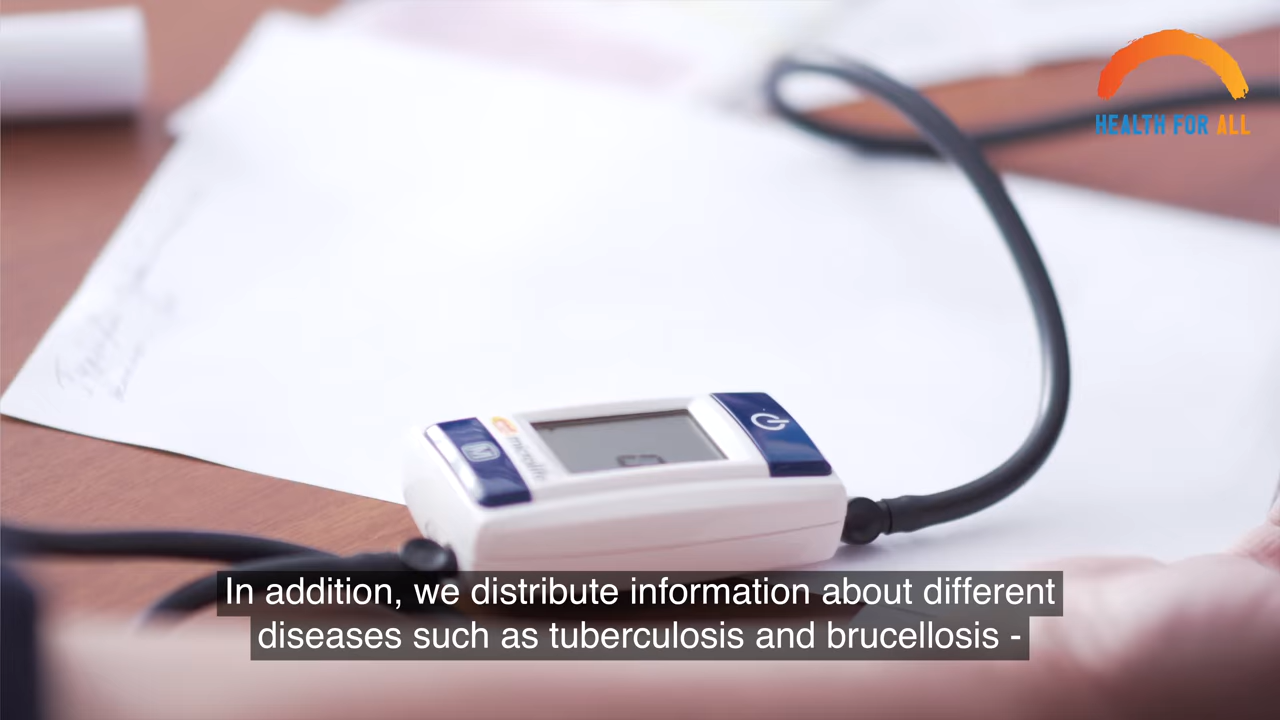 HEALTH FOR ALL
M
microlife
In addition, we distribute information about different
diseases such as tuberculosis and brucellosis -